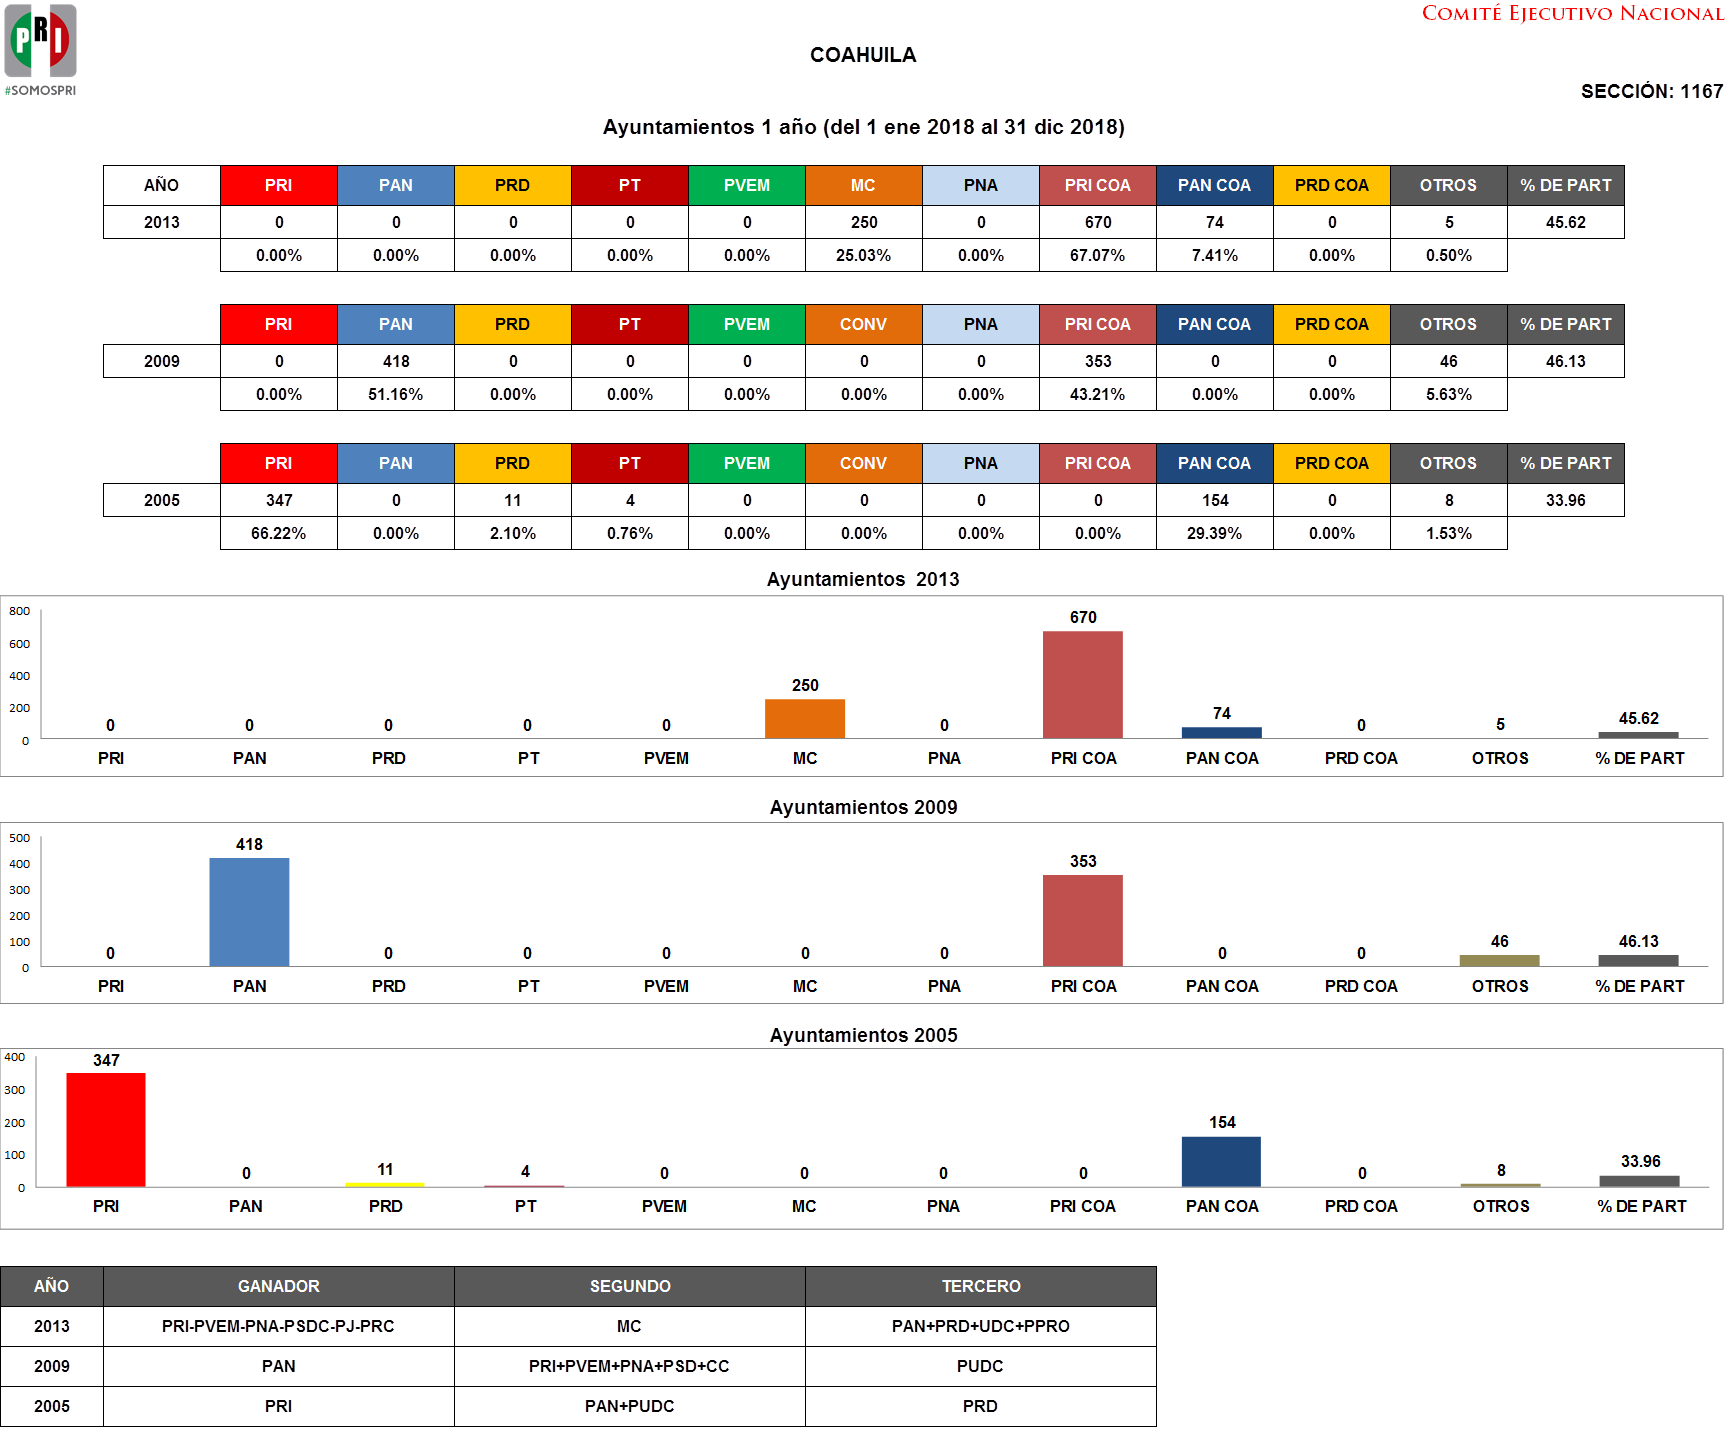 PRI
#SOMOSPRI
COMITÉ EJECUTIVO NACIONAL
COAHUILA
SECCIÓN: 1167
Ayuntamientos 1 año (del 1 ene 2018 al 31 dic 2018)
AÑO PRI PAN PRD PT PVEM MC PNA PRI COA PAN COA PRD COA OTROS % DE PART
2013 0 0 0 0 0 250 0 670 74 0 5 45.62
0.00% 0.00% 0.00% 0.00% 0.00% 25.03% 0.00% 67.07% 7.41% 0.00% 0.50%
PRI PAN PRD PT PVEM CONV PNA PRI COA PAN COA PRD COA OTROS % DE PART
2009 0 418 0 0 0 0 0 353 0 0 46 46.13
0.00% 51.16% 0.00% 0.00% 0.00% 0.00% 0.00% 43.21% 0.00% 0.00% 5.63%
PRI PAN PRD PT PVEM CONV PNA PRI COA PAN COA PRD COA OTROS % DE PART
2005 347 0 11 4 0 0 0 0 154 0 8 33.96
66.22% 0.00% 2.10% 0.76% 0.00% 0.00% 0.00% 0.00% 29.39% 0.00% 1.53%
Ayuntamientos 2013
800
600
400
200
0
0 0 0 0 0 250 0 670 74 0 5 45.62
PRI PAN PRD PT PVEM MC PNA PRI COA PAN COA PRD COA OTROS % DE PART
Ayuntamientos 2009
500
400
300
200
100
0
0 418 0 0 0 0 0 353 0 0 46 46.13
PRI PAN PRD PT PVEM MC PNA PRI COA PAN COA PRD COA OTROS % DE PART
Ayuntamientos 2005
400
300
200
100
0
347 0 11 4 0 0 0 0 154 0 8 33.96
PRI PAN PRD PT PVEM MC PNA PRI COA PAN COA PRD COA OTROS % DE PART
AÑO GANADOR SEGUNDO TERCERO
2013 PRI-PVEM-PNA-PSDC-PJ-PRC MC PAN+PRD+UDC+PPRO
2009 PAN PRI+PVEM+PNA+PSD+CC PUDC
2005 PRI PAN+PUDC PRD